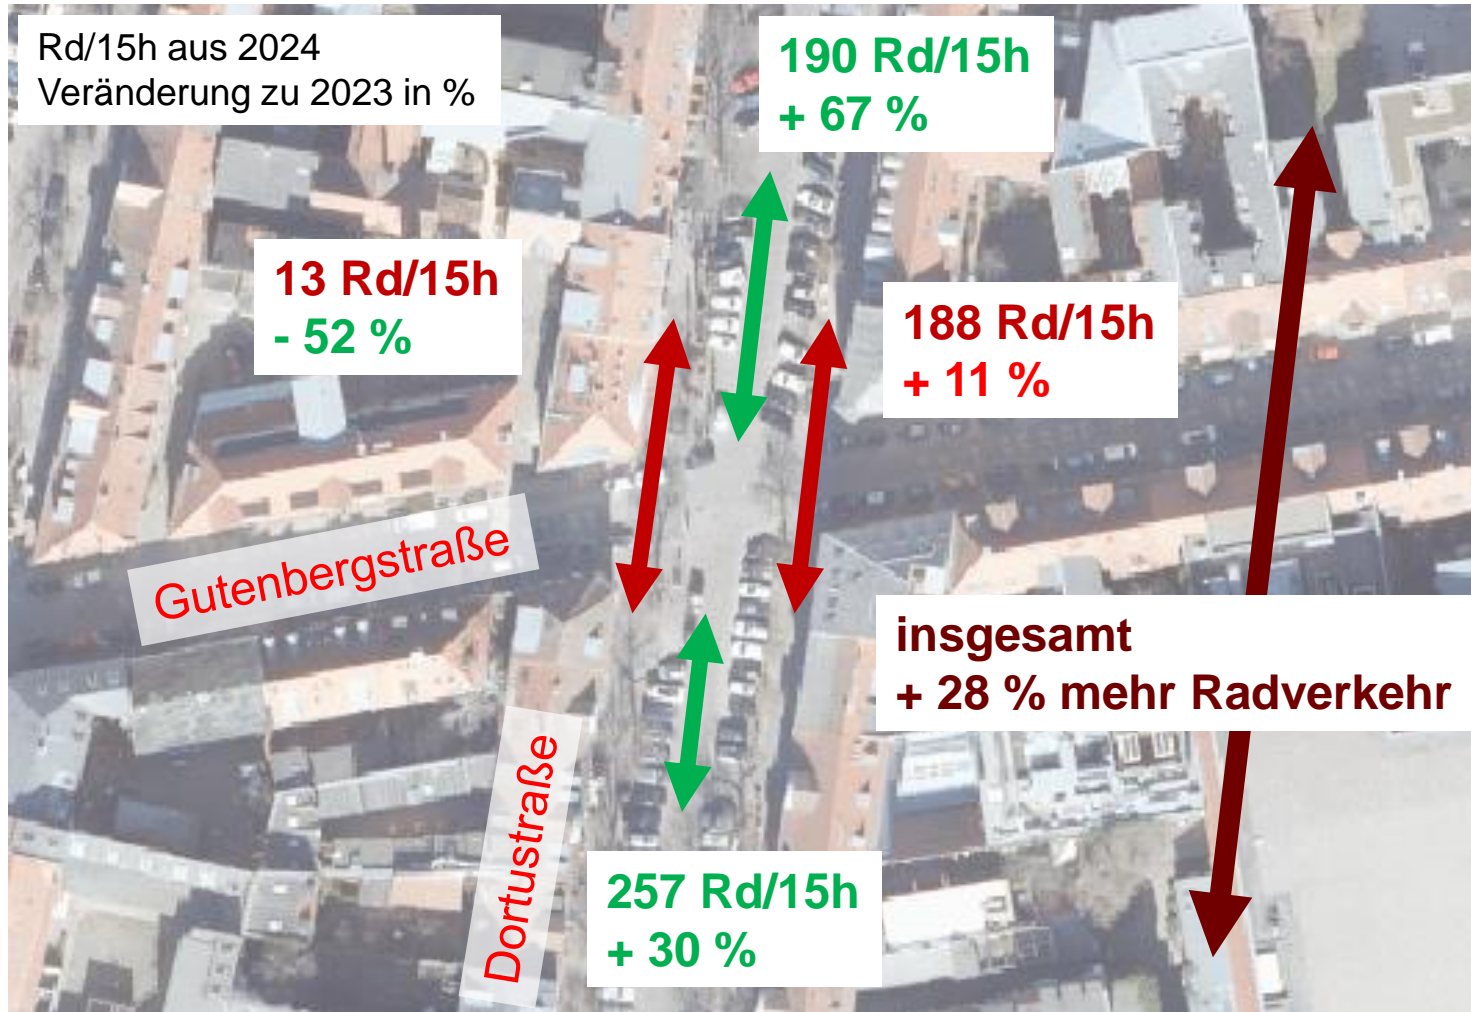 Rd/15h aus 2024
Veränderung zu 2023 in %
190 Rd/15h
+ 67 %
13 Rd/15h
- 52 %
188 Rd/15h
+ 11 %
Gutenbergstraße
insgesamt
+ 28 % mehr Radverkehr
Dortustraße
257 Rd/15h
+ 30 %